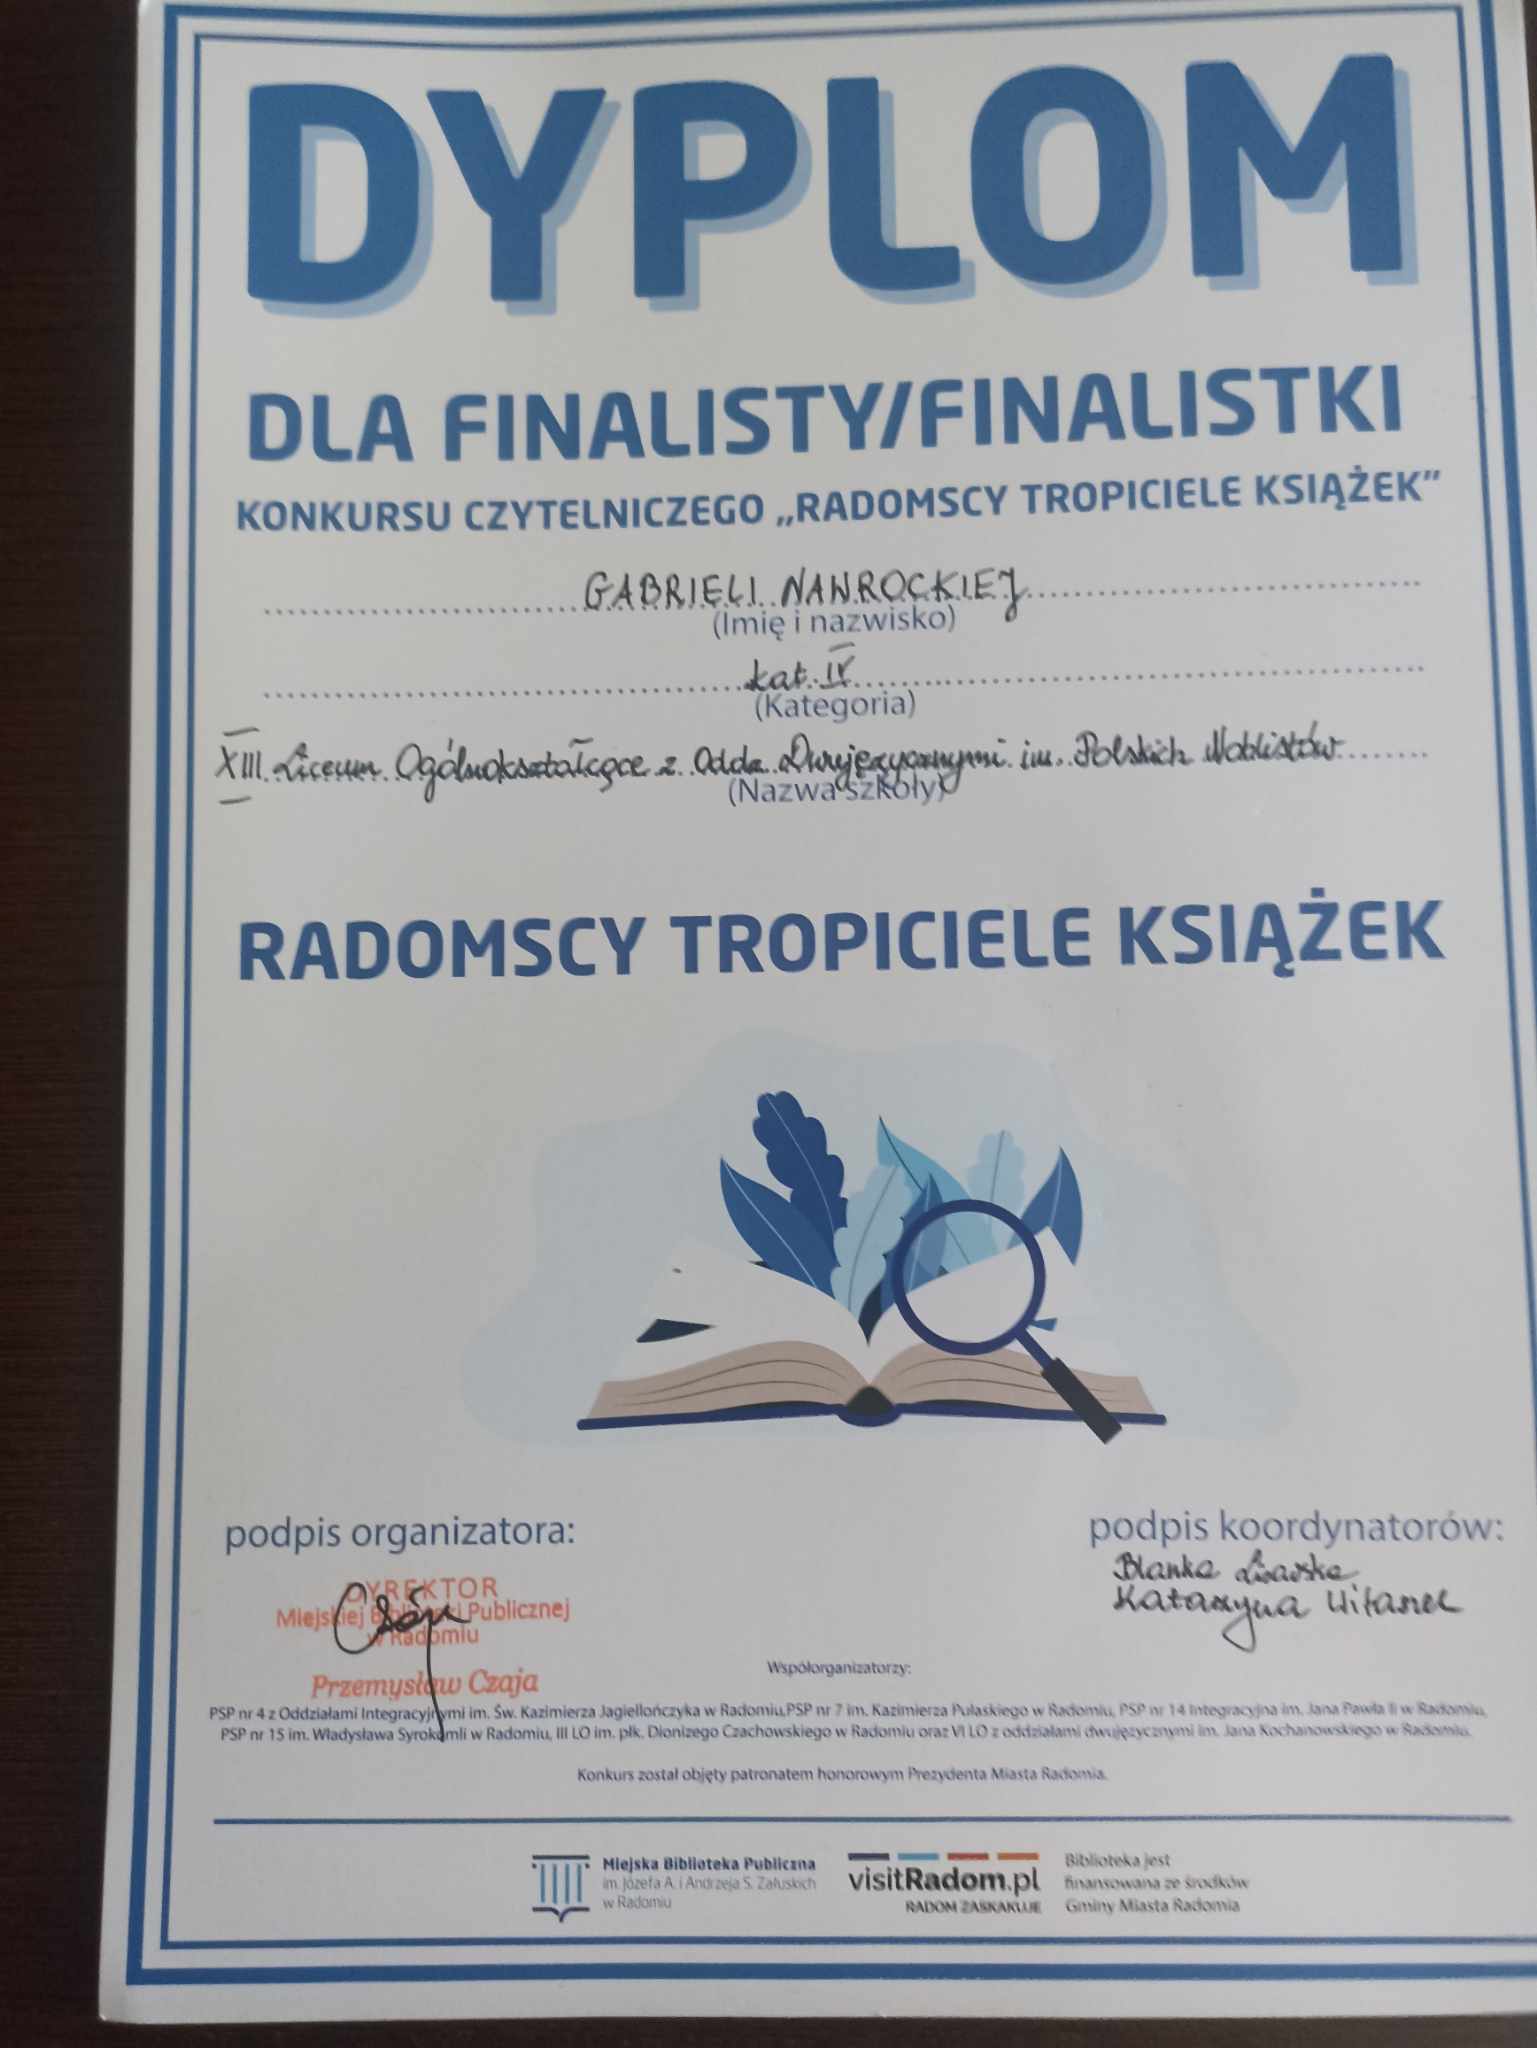 DYPLOM
DLA FINALISTY/FINALISTKI
KONKURSU CZYTELNICZEGO „RADOMSCY TROPICIELE KSIĄŻEK”
GABRIELI NAWROCKIEJ
(Imię i nazwisko)
kat. IV
(Kategoria)
XIII Liceum Ogólnokształcące z Oddz. Dwujęzycznymi im. Polskich Noblistów
(Nazwa szkoły)
RADOMSCY TROPICIELE KSIĄŻEK
podpis organizatora:
podpis koordynatorów:
Blanka
Katarzyna Witasek
DYREKTOR
Miejskiej Biblioteki Publicznej
w Radomiu
Przemysław Czaja
Współorganizatorzy:
PSP nr 4 z Oddziałami Integracyjnymi im. Św. Kazimierza Jagiellończyka w Radomiu,PSP nr 7 im. Kazimierza Pułaskiego w Radomiu, PSP nr 14 Integracyjna im. Jana Pawła II w Radomiu,
PSP nr 15 im. Władysława Syrokomli w Radomiu, III LO im. płk. Dionizego Czachowskiego w Radomiu oraz VI LO z oddziałami dwujęzycznymi im. Jana Kochanowskiego w Radomiu.
Konkurs został objęty patronatem honorowym Prezydenta Miasta Radomia.
Miejska Biblioteka Publiczna
im. Józefa A. i Andrzeja S. Załuskich
w Radomiu
visitRadom.pl
RADOM ZASKAKUJE
Biblioteka jest
finansowana ze środków
Gminy Miasta Radomia